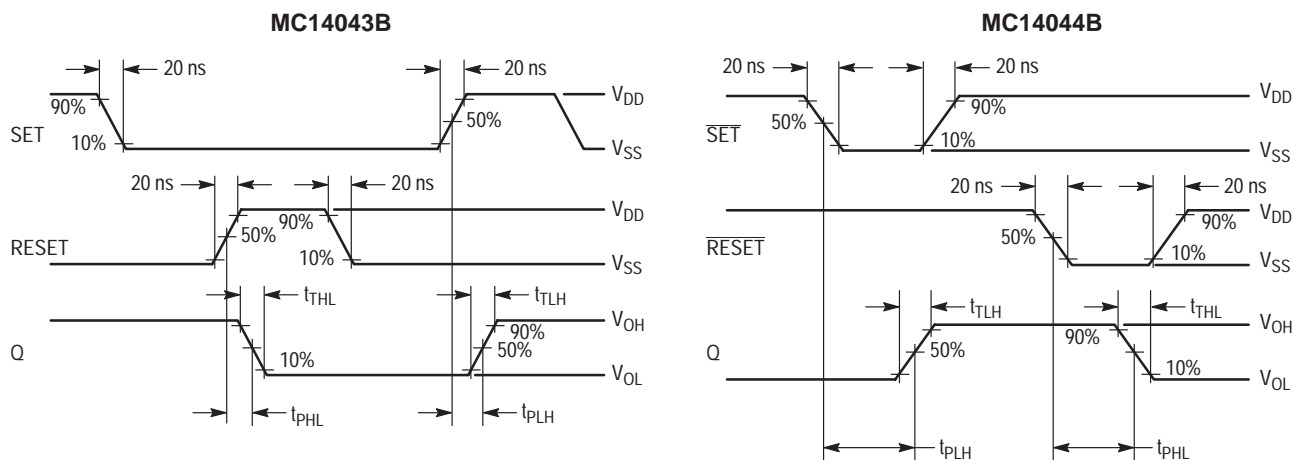 MC14043B
20 ns
20 ns
90%
10%
50%
SET
V_DD
V_SS
20 ns
20 ns
90%
50%
10%
RESET
V_DD
V_SS
t_THL
t_TLH
90%
50%
10%
Q
V_OH
V_OL
t_PHL
t_PLH
MC14044B
20 ns
20 ns
90%
50%
10%
S̅E̅T̅
V_DD
V_SS
20 ns
20 ns
90%
50%
10%
R̅E̅S̅E̅T̅
V_DD
V_SS
t_TLH
t_THL
90%
50%
10%
Q
V_OH
V_OL
t_PLH
t_PHL